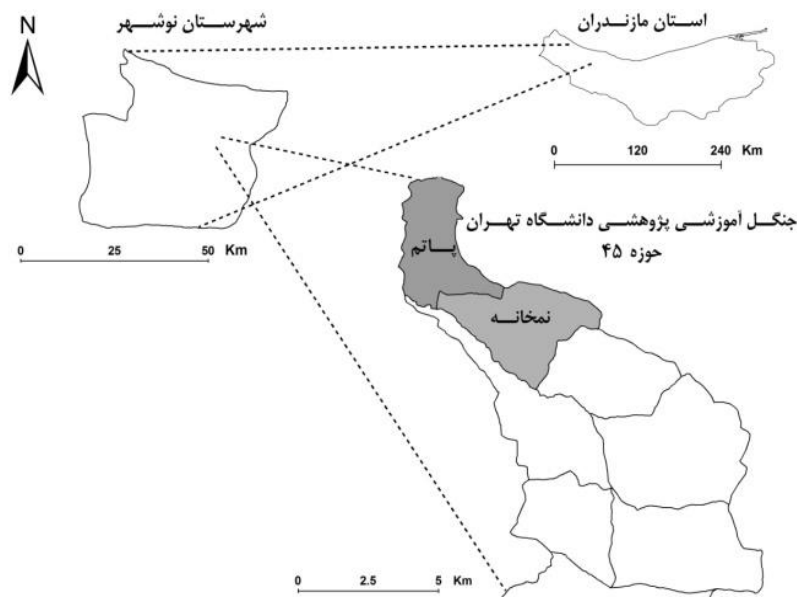 N
شهرستان نوشهر
استان مازندران
0 120 240 Km
0 25 50 Km
جنگل آموزشی پژوهشی دانشگاه تهران
حوزه ۴۵
پاتم
نمخانه
0 2.5 5 Km